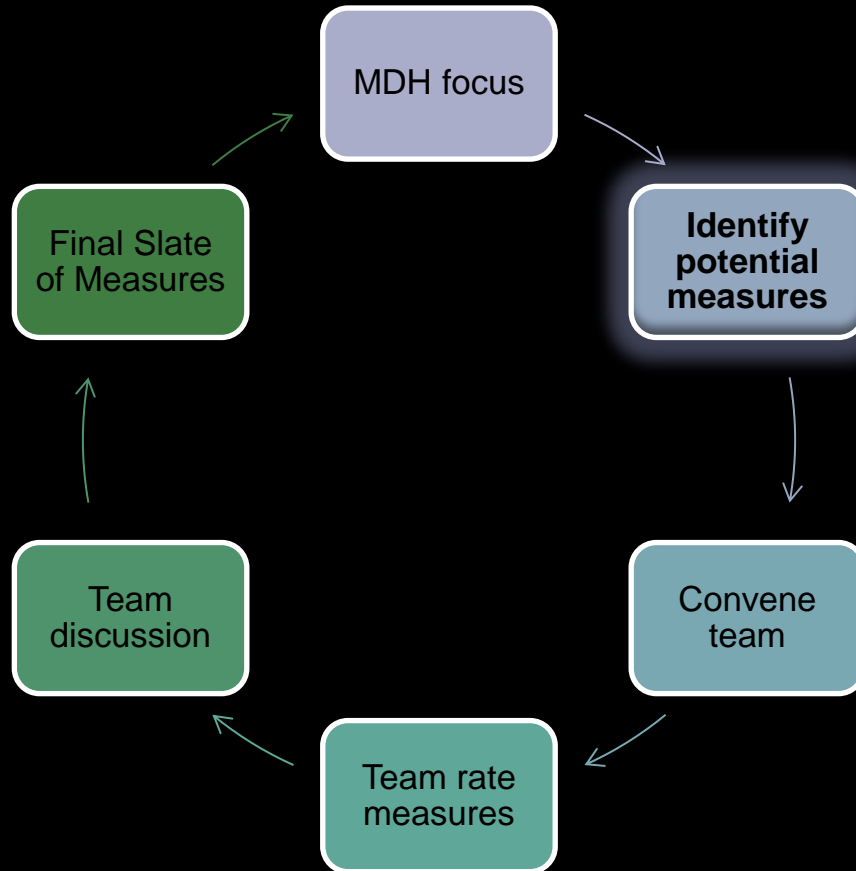 MDH focus
Identify
potential
measures
Convene
team
Team rate
measures
Team
discussion
Final Slate
of Measures